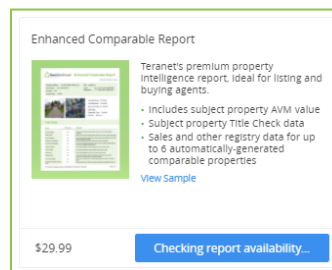 Enhanced Comparable Report
Teranet's premium property
intelligence report, ideal for listing and
buying agents.
• Includes subject property AVM value
• Subject property Title Check data
• Sales and other registry data for up
to 6 automatically-generated
comparable properties
View Sample
$29.99
Checking report availability...